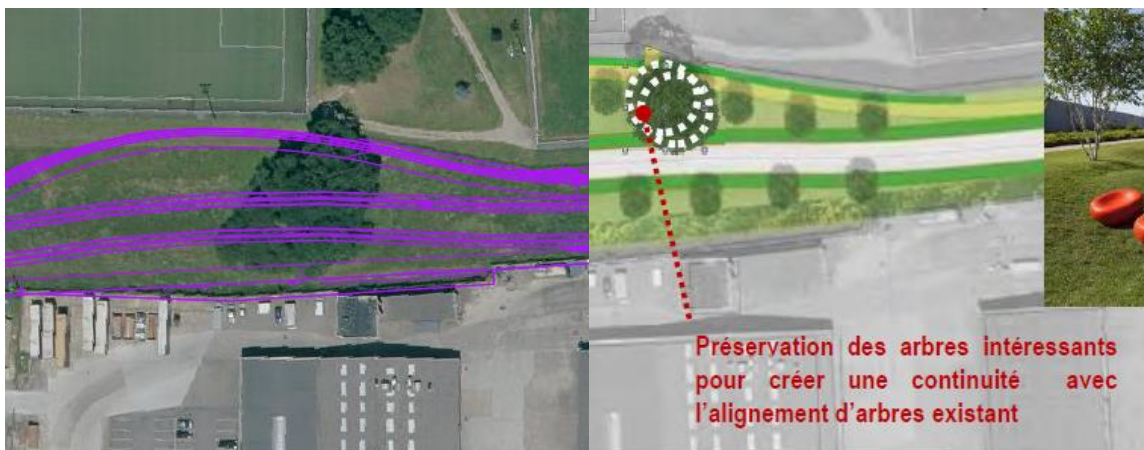 Préservation des arbres intéressants
pour créer une continuité avec
l'alignement d'arbres existant